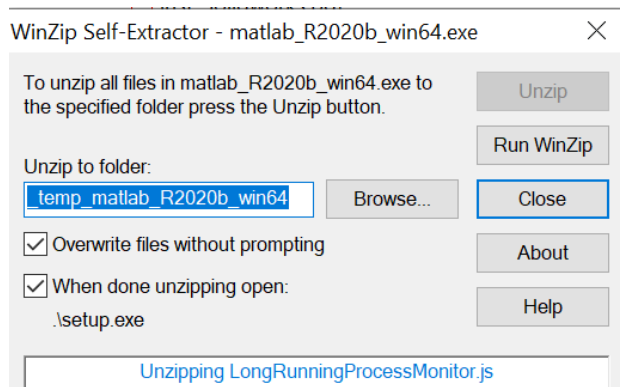 WinZip Self-Extractor - matlab_R2020b_win64.exe
To unzip all files in matlab_R2020b_win64.exe to
the specified folder press the Unzip button.
Unzip
Run WinZip
Unzip to folder:
_temp_matlab_R2020b_win64
Browse...
Close
Overwrite files without prompting
About
When done unzipping open:
.\setup.exe
Help
Unzipping LongRunningProcessMonitor.js